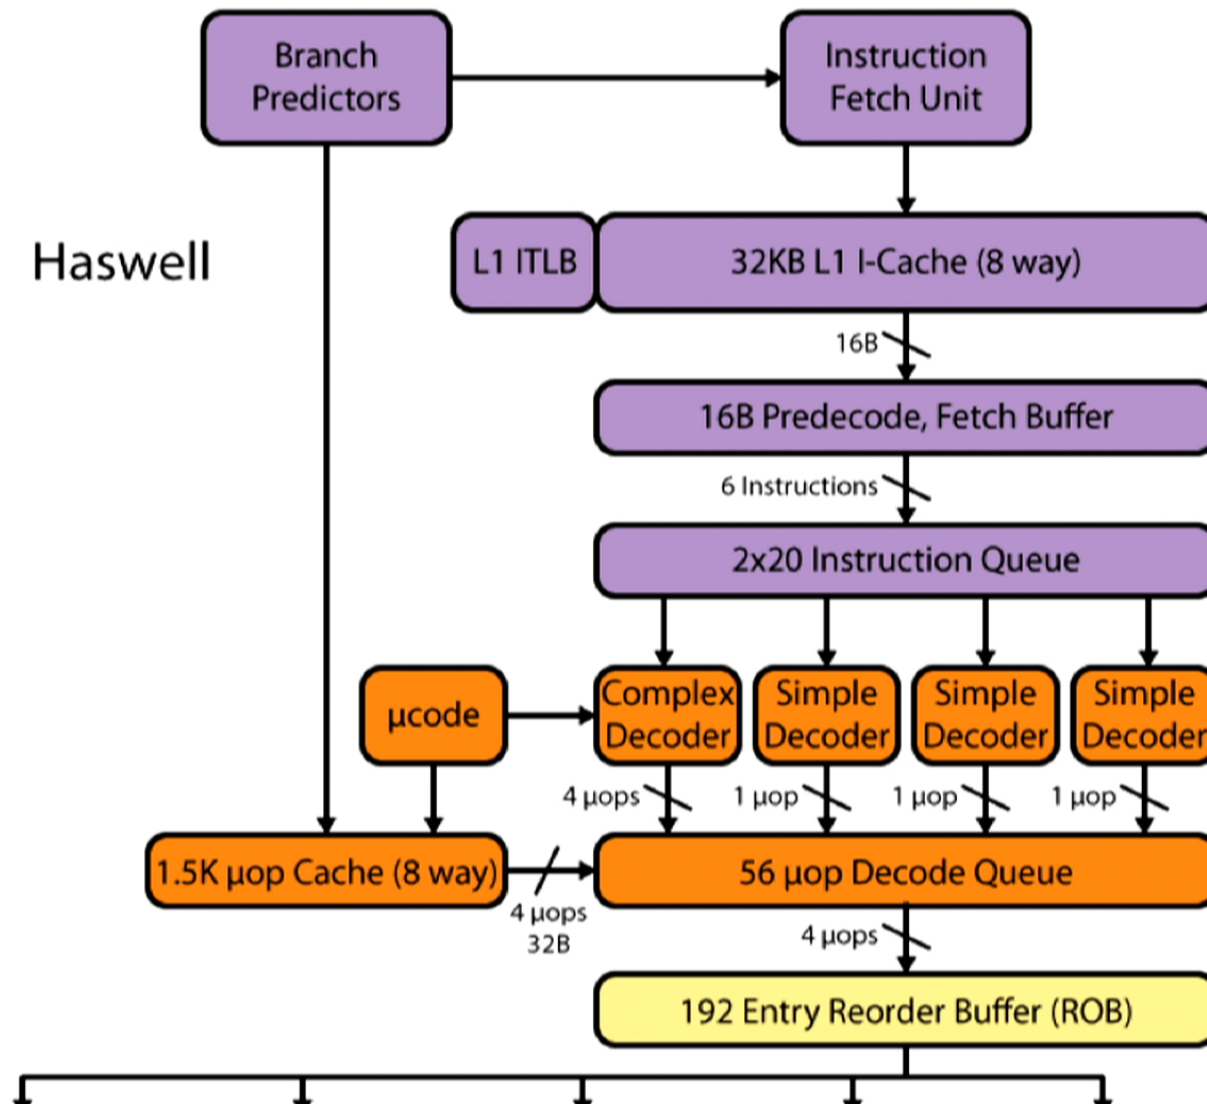 Branch
Predictors
Instruction
Fetch Unit
Haswell
L1 ITLB
32KB L1 I-Cache (8 way)
16B
16B Predecode, Fetch Buffer
6 Instructions
2x20 Instruction Queue
µcode
Complex
Decoder
Simple
Decoder
Simple
Decoder
Simple
Decoder
4 µops
1 µop
1 µop
1 µop
1.5K µop Cache (8 way)
4 µops
32B
56 µop Decode Queue
4 µops
192 Entry Reorder Buffer (ROB)